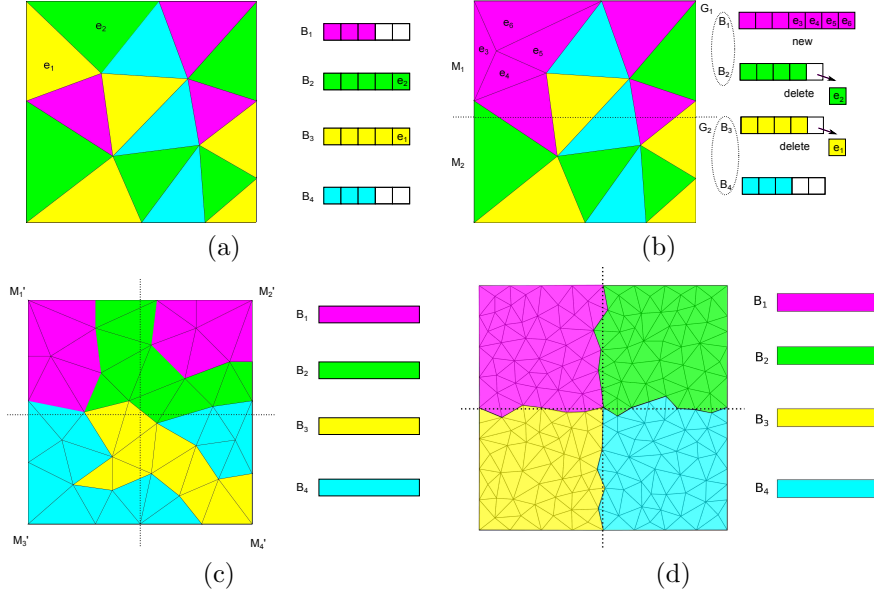 e₂
e₁
B₁
B₂ e₂
B₃ e₁
B₄
(a)
e₆
e₃ e₅
e₄
M₁
M₂
G₁
B₁ e₃ e₄ e₅ e₆
new
B₂
delete e₂
G₂ B₃
delete e₁
B₄
(b)
M₁' M₂'
M₃' M₄'
B₁
B₂
B₃
B₄
(c)
B₁
B₂
B₃
B₄
(d)